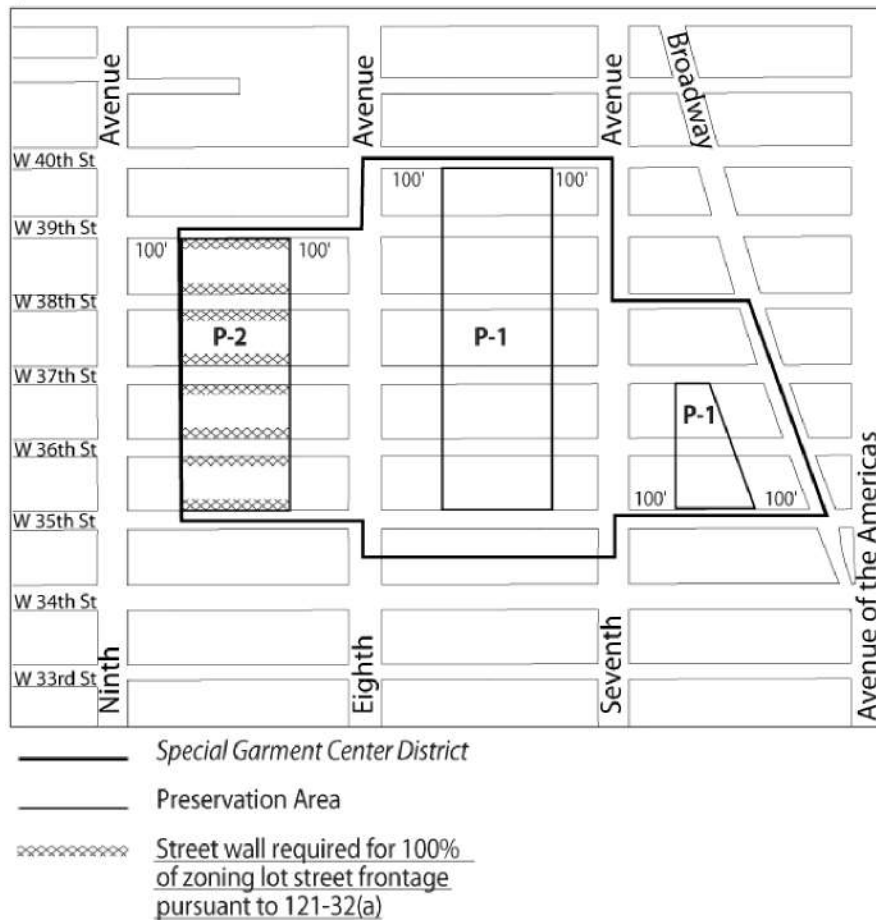 Avenue
Avenue
Avenue
Broadway
W 40th St
100'
100'
W 39th St
100'
100'
W 38th St
P-2
P-1
W 37th St
P-1
W 36th St
100'
100'
W 35th St
W 34th St
W 33rd St
Ninth
Eighth
Seventh
Avenue of the Americas
Special Garment Center District
Preservation Area
Street wall required for 100%
of zoning lot street frontage
pursuant to 121-32(a)